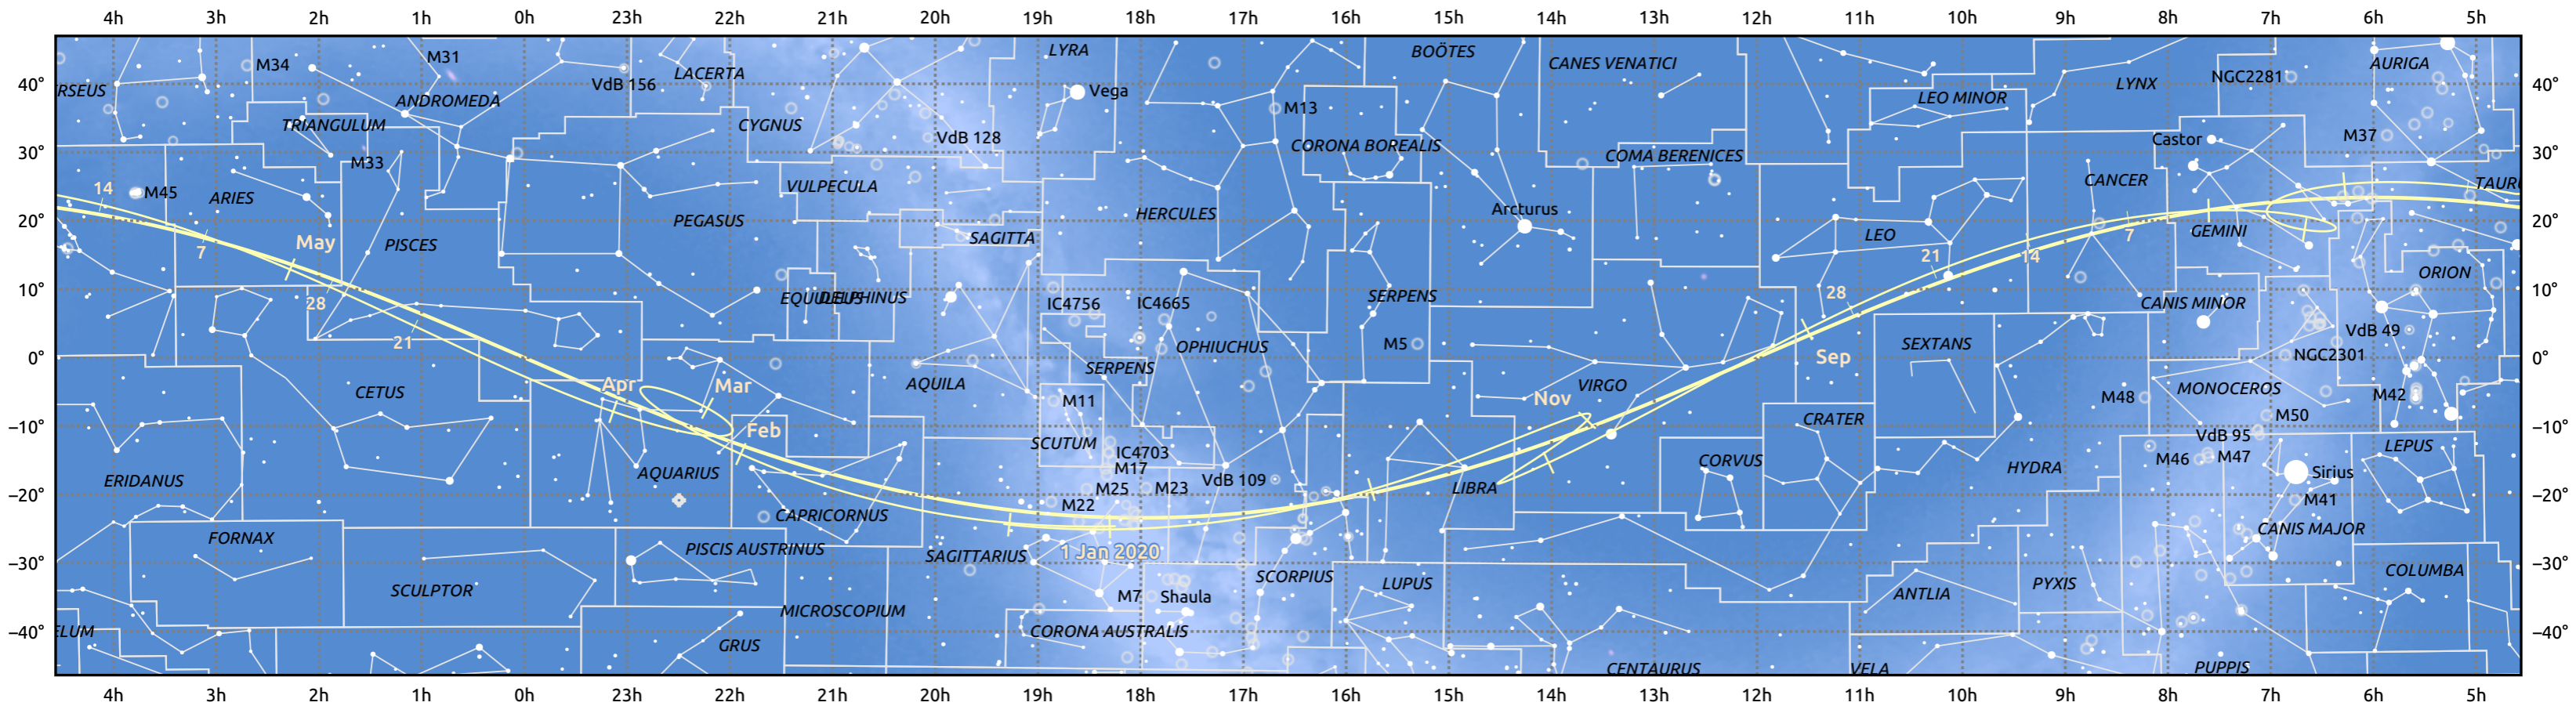 4h 3h 2h 1h 0h 23h 22h 21h 20h 19h 18h 17h 16h 15h 14h 13h 12h 11h 10h 9h 8h 7h 6h 5h
M34 M31 LACERTA LYRA BOÖTES CANES VENATICI AURIGA
40° RSEUS ANDROMEDA VdB 156 Vega LYNX NGC2281 40°
TRIANGULUM CYGNUS VdB 128 M13 LEO MINOR M37
30° M33 CORONA BOREALIS COMA BERENICES Castor 30°
14 M45 ARIES VULPECULA HERCULES CANCER TAURU
20° PEGASUS SAGITTA Arcturus LEO GEMINI 20°
7 May PISCES 21 14 7
10° 28 EQUULEUS DELPHINUS IC4756 IC4665 SERPENS 28 CANIS MINOR ORION 10°
0° 21 OPHIUCHUS M5 Sep SEXTANS VdB 49 NGC2301 0°
CETUS Apr Mar AQUILA SERPENS VIRGO MONOCEROS
−10° Feb M11 Nov CRATER M48 M42 M50 −10°
ERIDANUS AQUARIUS SCUTUM IC4703 M17 CORVUS HYDRA VdB 95 M46 M47 LEPUS
−20° M25 M23 VdB 109 LIBRA Sirius −20°
FORNAX CAPRICORNUS M22 M41 CANIS MAJOR
−30° PISCIS AUSTRINUS SAGITTARIUS 1 Jan 2020 −30°
SCULPTOR SCORPIUS LUPUS ANTLIA PYXIS COLUMBA
MICROSCOPIUM M7 Shaula
−40° ELUM GRUS CORONA AUSTRALIS −40°
CENTAURUS VELA PUPPIS
4h 3h 2h 1h 0h 23h 22h 21h 20h 19h 18h 17h 16h 15h 14h 13h 12h 11h 10h 9h 8h 7h 6h 5h